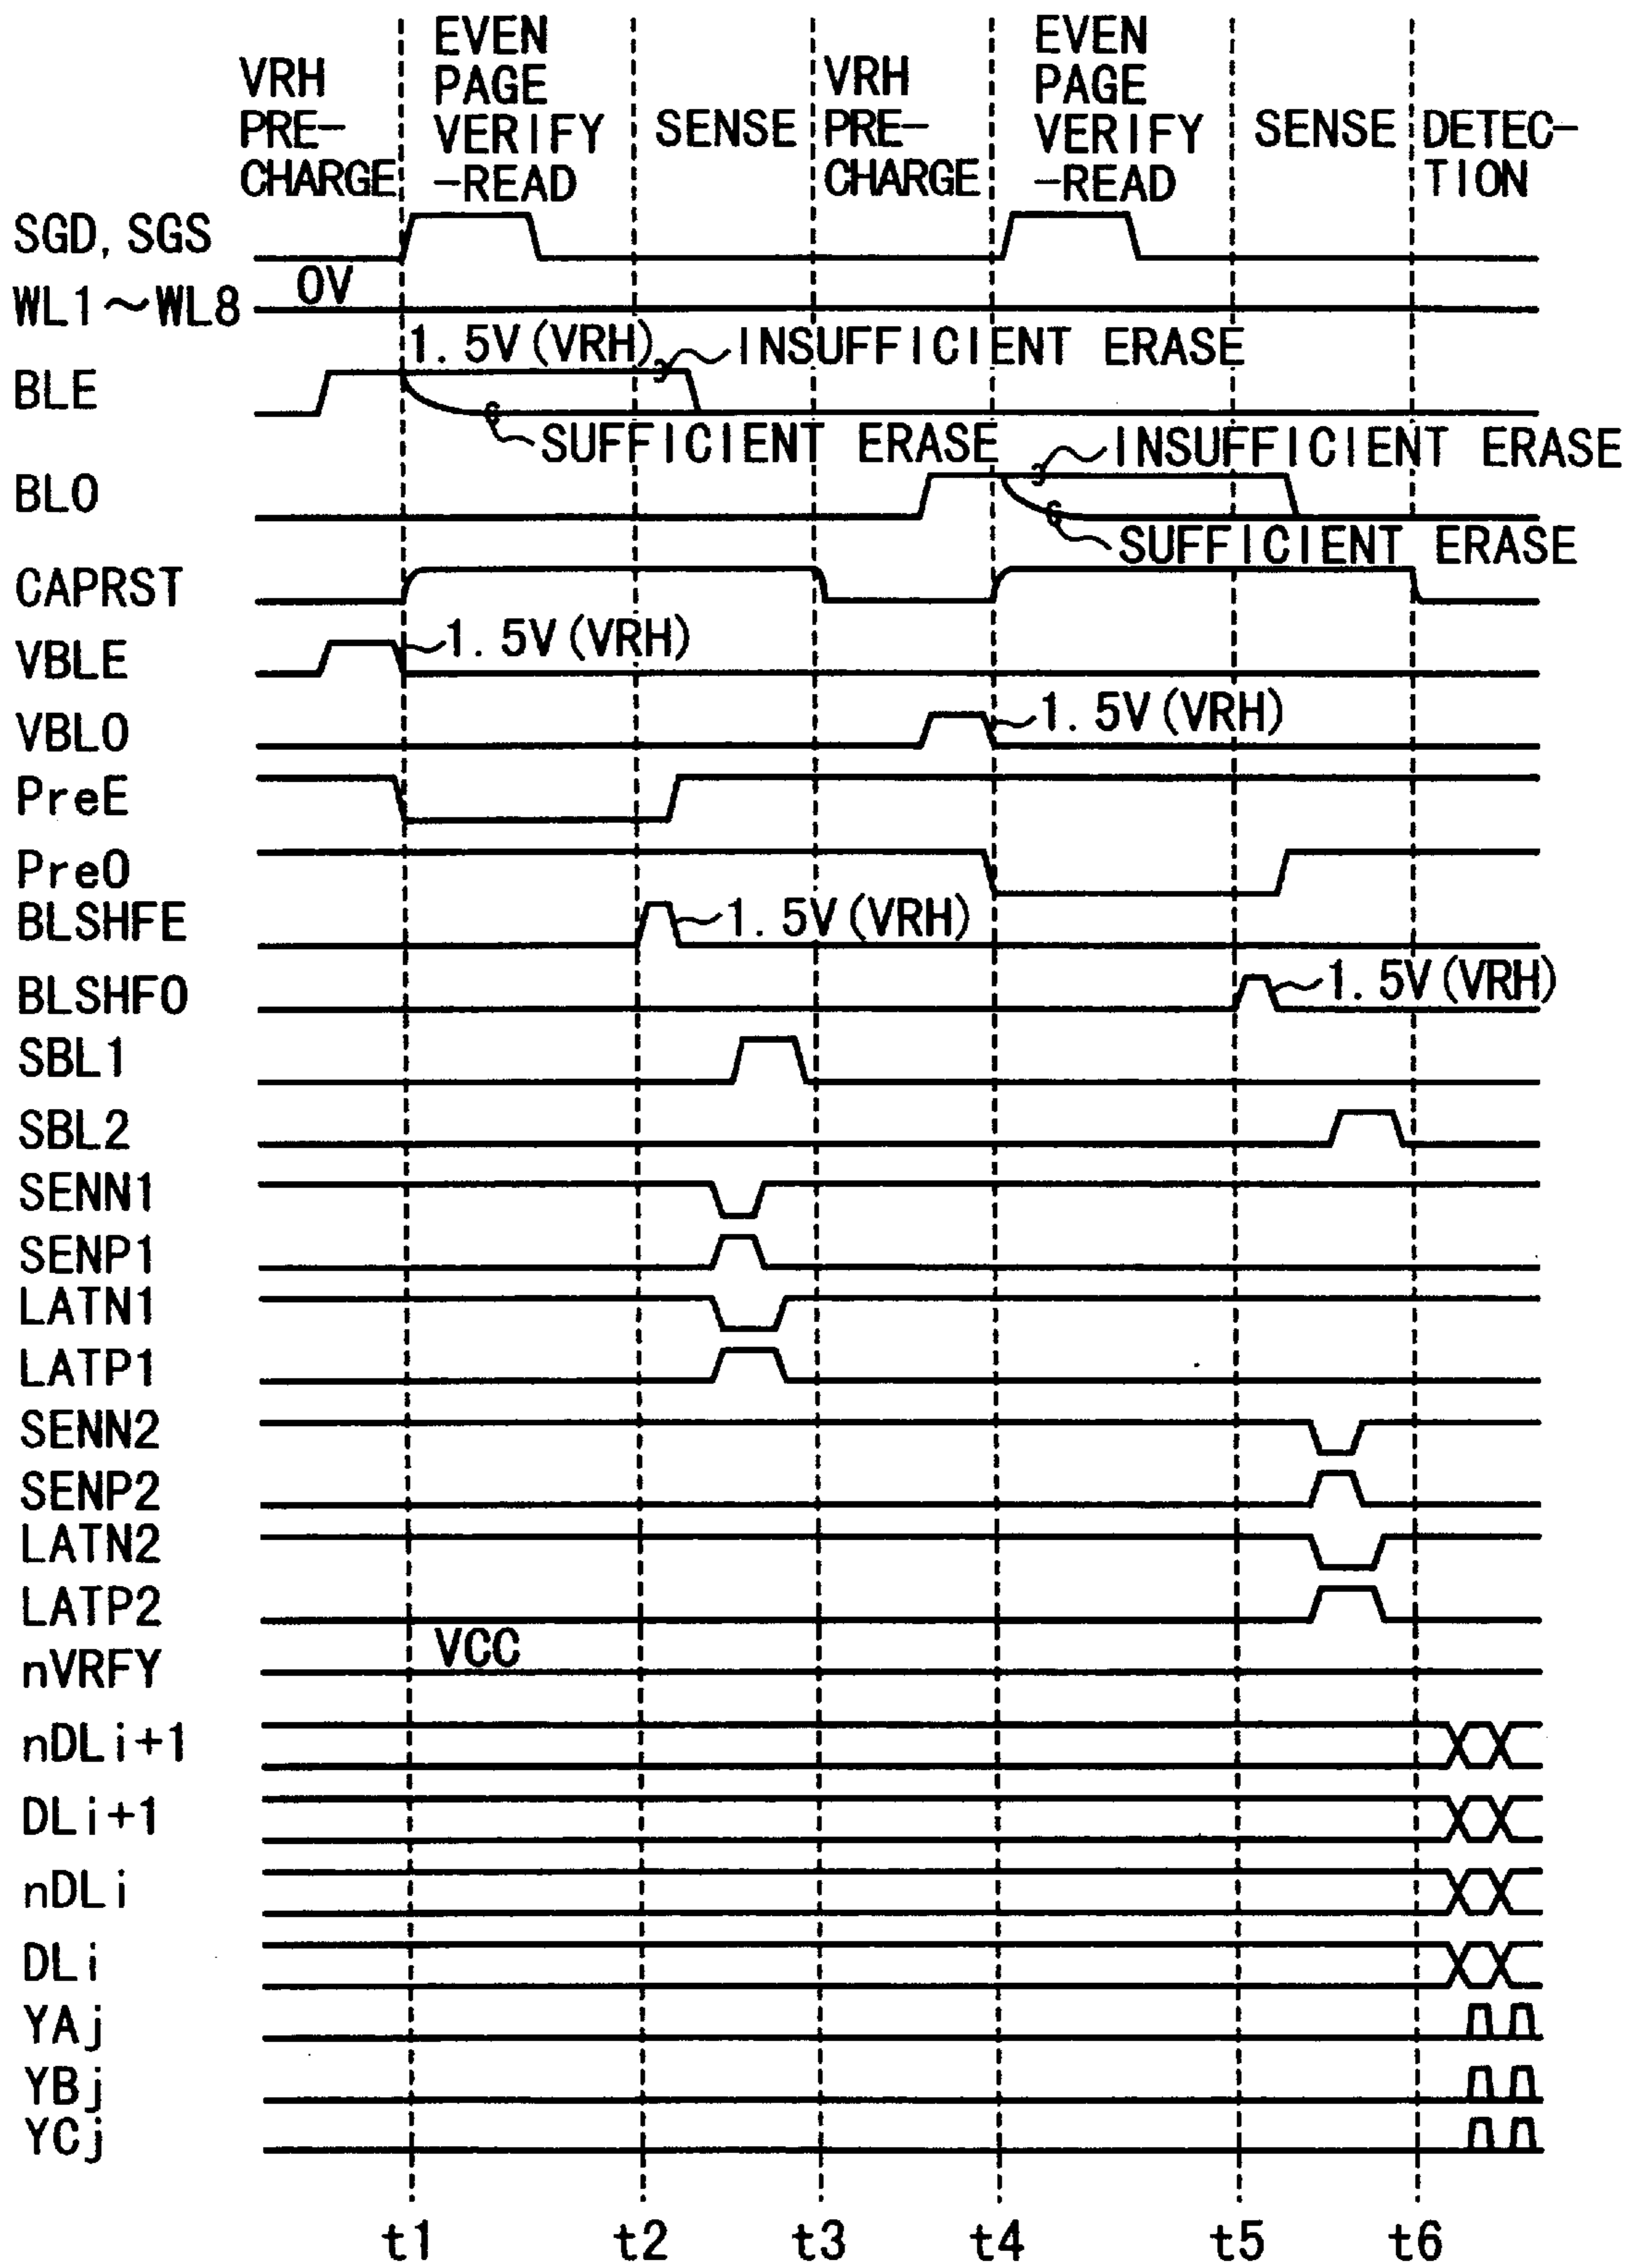 VRH
PRE-
CHARGE
EVEN
PAGE
VERIFY
-READ
SENSE
VRH
PRE-
CHARGE
EVEN
PAGE
VERIFY
-READ
SENSE
DETEC-
TION
SGD, SGS
WL1~WL8
0V
1.5V(VRH)
INSUFFICIENT ERASE
BLE
SUFFICIENT ERASE
INSUFFICIENT ERASE
BLO
SUFFICIENT ERASE
CAPRST
VBLE
1.5V(VRH)
VBLO
1.5V(VRH)
PreE
PreO
BLSHFE
1.5V(VRH)
BLSHFO
1.5V(VRH)
SBL1
SBL2
SENN1
SENP1
LATN1
LATP1
SENN2
SENP2
LATN2
LATP2
nVRFY
VCC
nDLi+1
DLi+1
nDLi
DLi
YAj
YBj
YCj
t1 t2 t3 t4 t5 t6